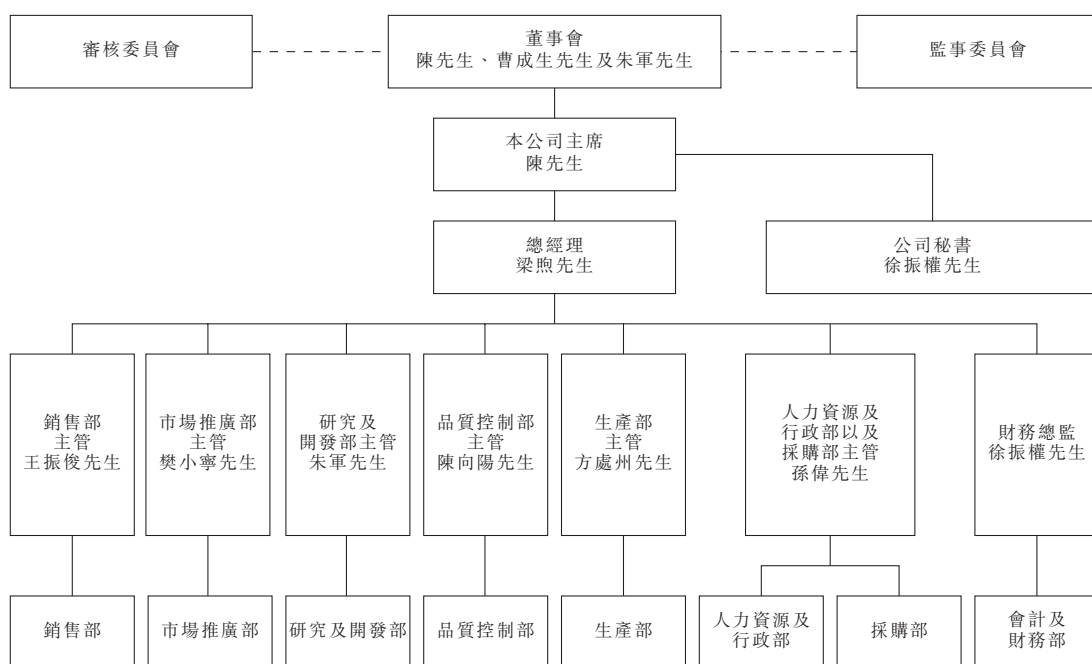 審核委員會
董事會
陳先生、曹成生先生及朱軍先生
監事委員會
本公司主席
陳先生
總經理
梁煦先生
公司秘書
徐振權先生
銷售部
主管
王振俊先生
市場推廣部
主管
樊小寧先生
研究及
開發部主管
朱軍先生
品質控制部
主管
陳向陽先生
生產部
主管
方處州先生
人力資源及
行政部以及
採購部主管
孫偉先生
財務總監
徐振權先生
銷售部
市場推廣部
研究及開發部
品質控制部
生產部
人力資源及
行政部
採購部
會計及
財務部